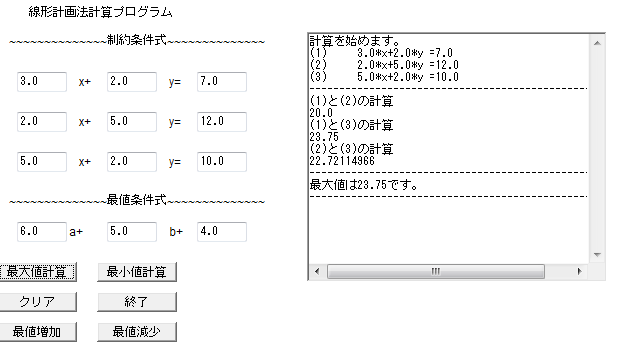 線形計画法計算プログラム
~~~~~~~~~~~~~~制約条件式~~~~~~~~~~~~~~
3.0 x+ 2.0 y= 7.0
2.0 x+ 5.0 y= 12.0
5.0 x+ 2.0 y= 10.0
~~~~~~~~~~~~~~最値条件式~~~~~~~~~~~~~~
6.0 a+ 5.0 b+ 4.0
最大値計算 最小値計算
クリア 終了
最値増加 最値減少
計算を始めます。
(1) 3.0*x+2.0*y =7.0
(2) 2.0*x+5.0*y =12.0
(3) 5.0*x+2.0*y =10.0
----------------------------------------
(1)と(2)の計算
20.0
(1)と(3)の計算
23.75
(2)と(3)の計算
22.72114966
----------------------------------------
最大値は23.75です。
----------------------------------------